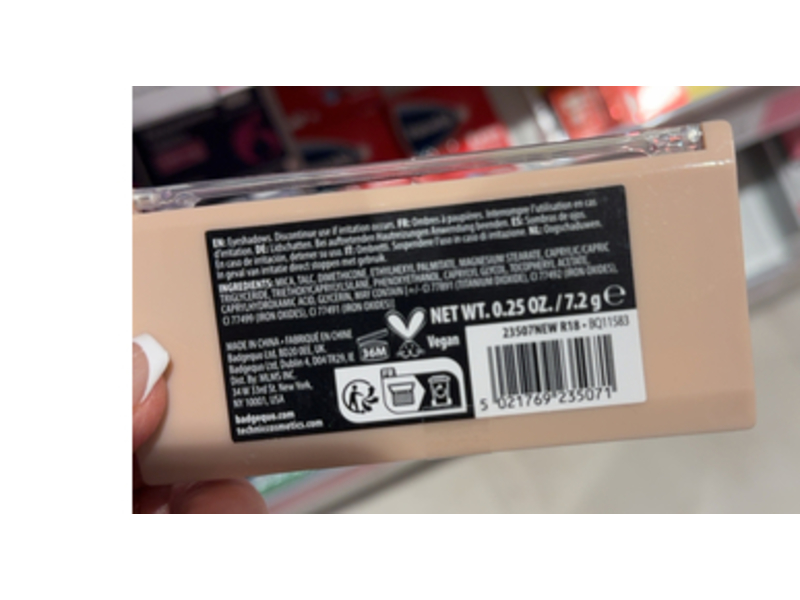 EN: Eyeshadows. Discontinue use if irritation occurs. FR: Ombres à paupières. Interrompre l'utilisation en cas
d'irritation. DE: Lidschatten. Bei auftretenden Hautreizungen Anwendung beenden. ES: Sombras de ojos.
En caso de irritación, detener su uso. IT: Ombretti. Sospendere l'uso in caso di irritazione. NL: Oogschaduwen.
In geval van irritatie direct stoppen met gebruik.
INGREDIENTS: MICA, TALC, DIMETHICONE, ETHYLHEXYL PALMITATE, MAGNESIUM STEARATE, CAPRYLIC/CAPRIC
TRIGLYCERIDE, TRIETHOXYCAPRYLYLSILANE, PHENOXYETHANOL, CAPRYLYL GLYCOL, TOCOPHERYL ACETATE,
CAPRYLHYDROXAMIC ACID, GLYCERIN, MAY CONTAIN [+/- CI 77891 (TITANIUM DIOXIDE), CI 77492 (IRON OXIDES),
CI 77499 (IRON OXIDES), CI 77491 (IRON OXIDES)]
NET WT. 0.25 OZ. / 7.2 g e
MADE IN CHINA • FABRIQUÉ EN CHINE
Badgequo Ltd, BD20 0EE, UK.
Badgequo Ltd, Dublin 4, D04 TR29, IE
Dist. By: MLMS INC.
34 W 33rd St, New York,
NY 10001, USA
badgequo.com
techniccosmetics.com
36M
Vegan
FR
23507NEW R18 • BQ11583
5 021769 235071